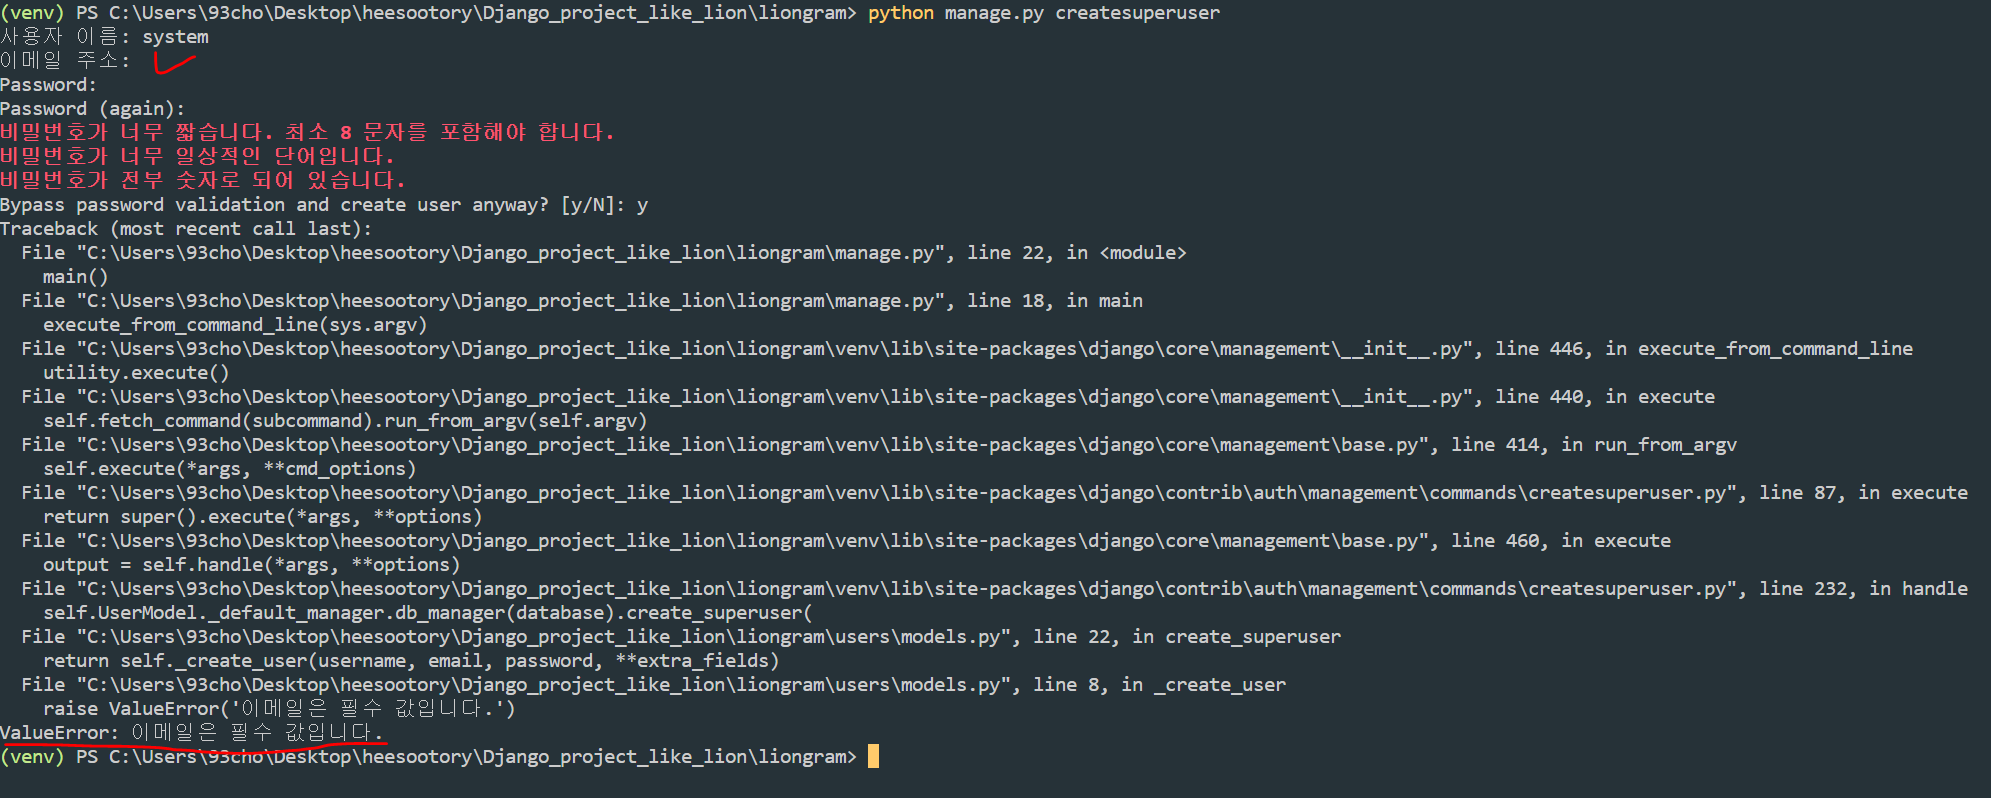 (venv) PS C:\Users\93cho\Desktop\heesootory\Django_project_like_lion\liongram> python manage.py createsuperuser
사용자 이름: system
이메일 주소:
Password:
Password (again):
비밀번호가 너무 짧습니다. 최소 8 문자를 포함해야 합니다.
비밀번호가 너무 일상적인 단어입니다.
비밀번호가 전부 숫자로 되어 있습니다.
Bypass password validation and create user anyway? [y/N]: y
Traceback (most recent call last):
  File "C:\Users\93cho\Desktop\heesootory\Django_project_like_lion\liongram\manage.py", line 22, in <module>
    main()
  File "C:\Users\93cho\Desktop\heesootory\Django_project_like_lion\liongram\manage.py", line 18, in main
    execute_from_command_line(sys.argv)
  File "C:\Users\93cho\Desktop\heesootory\Django_project_like_lion\liongram\venv\lib\site-packages\django\core\management\__init__.py", line 446, in execute_from_command_line
    utility.execute()
  File "C:\Users\93cho\Desktop\heesootory\Django_project_like_lion\liongram\venv\lib\site-packages\django\core\management\__init__.py", line 440, in execute
    self.fetch_command(subcommand).run_from_argv(self.argv)
  File "C:\Users\93cho\Desktop\heesootory\Django_project_like_lion\liongram\venv\lib\site-packages\django\core\management\base.py", line 414, in run_from_argv
    self.execute(*args, **cmd_options)
  File "C:\Users\93cho\Desktop\heesootory\Django_project_like_lion\liongram\venv\lib\site-packages\django\contrib\auth\management\commands\createsuperuser.py", line 87, in execute
    return super().execute(*args, **options)
  File "C:\Users\93cho\Desktop\heesootory\Django_project_like_lion\liongram\venv\lib\site-packages\django\core\management\base.py", line 460, in execute
    output = self.handle(*args, **options)
  File "C:\Users\93cho\Desktop\heesootory\Django_project_like_lion\liongram\venv\lib\site-packages\django\contrib\auth\management\commands\createsuperuser.py", line 232, in handle
    self.UserModel._default_manager.db_manager(database).create_superuser(
  File "C:\Users\93cho\Desktop\heesootory\Django_project_like_lion\liongram\users\models.py", line 22, in create_superuser
    return self._create_user(username, email, password, **extra_fields)
  File "C:\Users\93cho\Desktop\heesootory\Django_project_like_lion\liongram\users\models.py", line 8, in _create_user
    raise ValueError('이메일은 필수 값입니다.')
ValueError: 이메일은 필수 값입니다.
(venv) PS C:\Users\93cho\Desktop\heesootory\Django_project_like_lion\liongram>